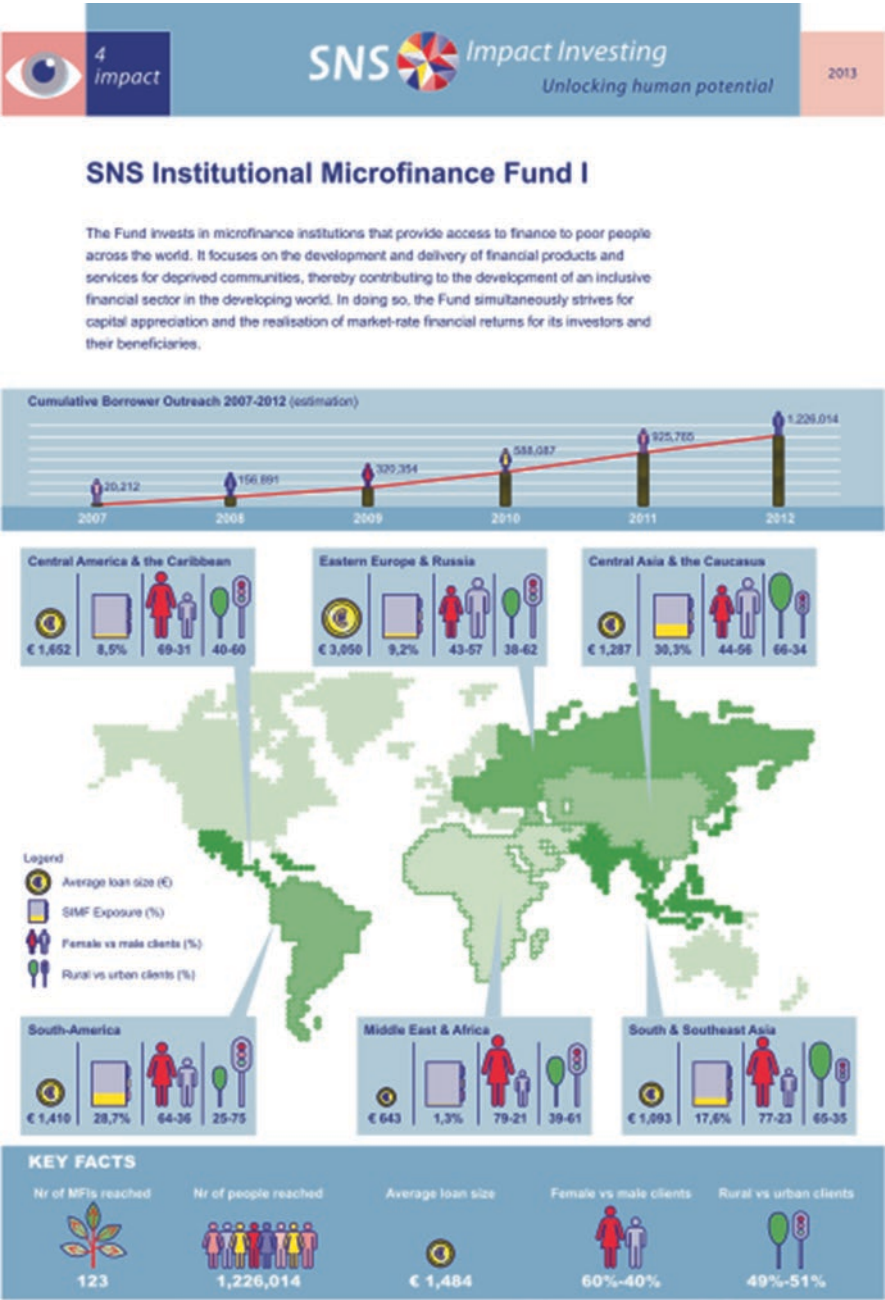 4
impact
SNS Impact Investing
Unlocking human potential
2013
SNS Institutional Microfinance Fund I
The Fund invests in microfinance institutions that provide access to finance to poor people
across the world. It focuses on the development and delivery of financial products and
services for deprived communities, thereby contributing to the development of an inclusive
financial sector in the developing world. In doing so, the Fund simultaneously strives for
capital appreciation and the realisation of market-rate financial returns for its investors and
their beneficiaries.
Cumulative Borrower Outreach 2007-2012 (estimation)
20,212
156,891
320,354
588,087
925,765
1,226,014
2007 2008 2009 2010 2011 2012
Central America & the Caribbean
€ 1,652 8,5% 69-31 40-60
Eastern Europe & Russia
€ 3,050 9,2% 43-57 38-62
Central Asia & the Caucasus
€ 1,287 30,3% 44-56 66-34
Legend
Average loan size (€)
SIMF Exposure (%)
Female vs male clients (%)
Rural vs urban clients (%)
South-America
€ 1,410 28,7% 64-36 25-75
Middle East & Africa
€ 643 1,3% 79-21 39-61
South & Southeast Asia
€ 1,093 17,6% 77-23 65-35
KEY FACTS
Nr of MFIs reached
123
Nr of people reached
1,226,014
Average loan size
€ 1,484
Female vs male clients
60%-40%
Rural vs urban clients
49%-51%